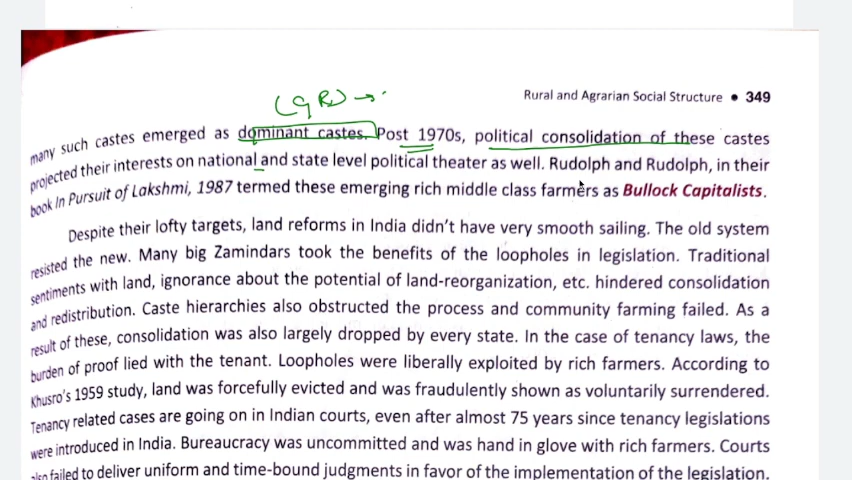 (GR) →
Rural and Agrarian Social Structure • 349
many such castes emerged as dominant castes. Post 1970s, political consolidation of these castes
projected their interests on national and state level political theater as well. Rudolph and Rudolph, in their
book In Pursuit of Lakshmi, 1987 termed these emerging rich middle class farmers as Bullock Capitalists.
Despite their lofty targets, land reforms in India didn't have very smooth sailing. The old system
resisted the new. Many big Zamindars took the benefits of the loopholes in legislation. Traditional
sentiments with land, ignorance about the potential of land-reorganization, etc. hindered consolidation
and redistribution. Caste hierarchies also obstructed the process and community farming failed. As a
result of these, consolidation was also largely dropped by every state. In the case of tenancy laws, the
burden of proof lied with the tenant. Loopholes were liberally exploited by rich farmers. According to
Khusro's 1959 study, land was forcefully evicted and was fraudulently shown as voluntarily surrendered.
Tenancy related cases are going on in Indian courts, even after almost 75 years since tenancy legislations
were introduced in India. Bureaucracy was uncommitted and was hand in glove with rich farmers. Courts
also failed to deliver uniform and time-bound judgments in favor of the implementation of the legislation.